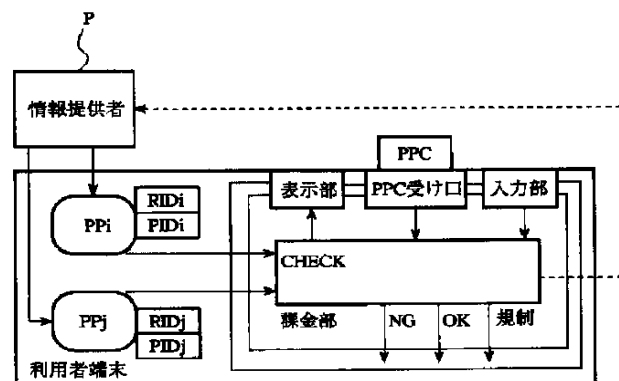 P
情報提供者
PPC
表示部
PPC受け口
入力部
RIDi
PPi
PIDi
CHECK
PPj
RIDj
PIDj
課金部
NG
OK
規制
利用者端末